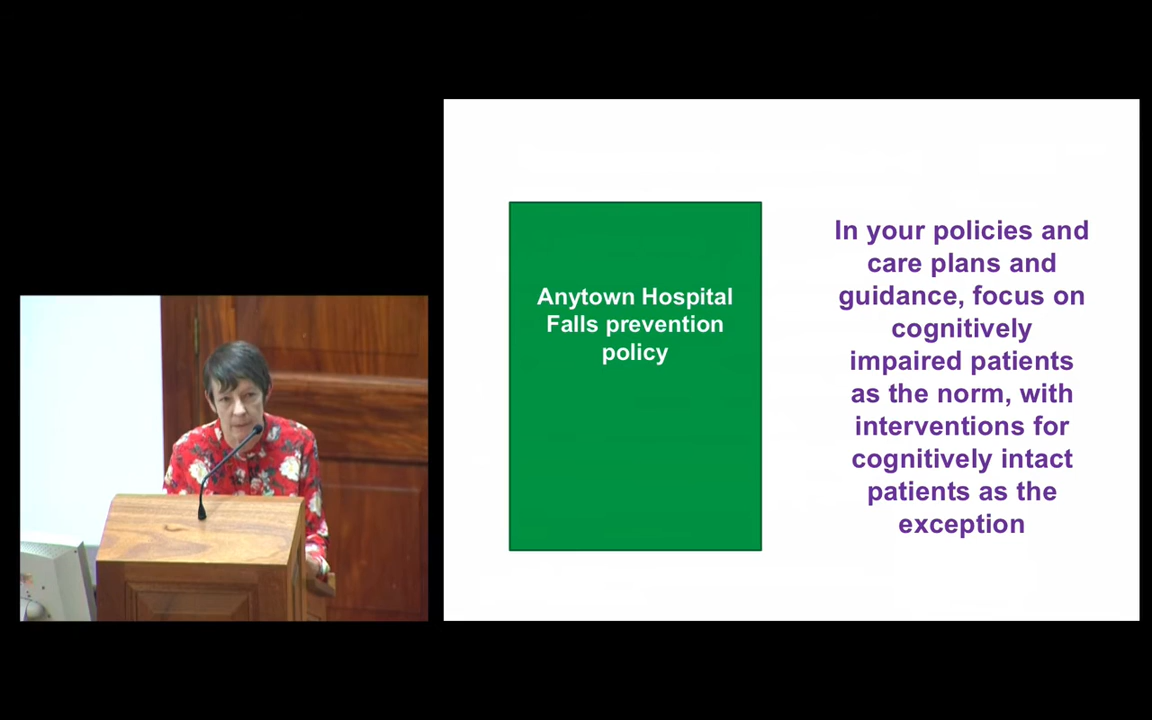 Anytown Hospital
Falls prevention
policy
In your policies and
care plans and
guidance, focus on
cognitively
impaired patients
as the norm, with
interventions for
cognitively intact
patients as the
exception